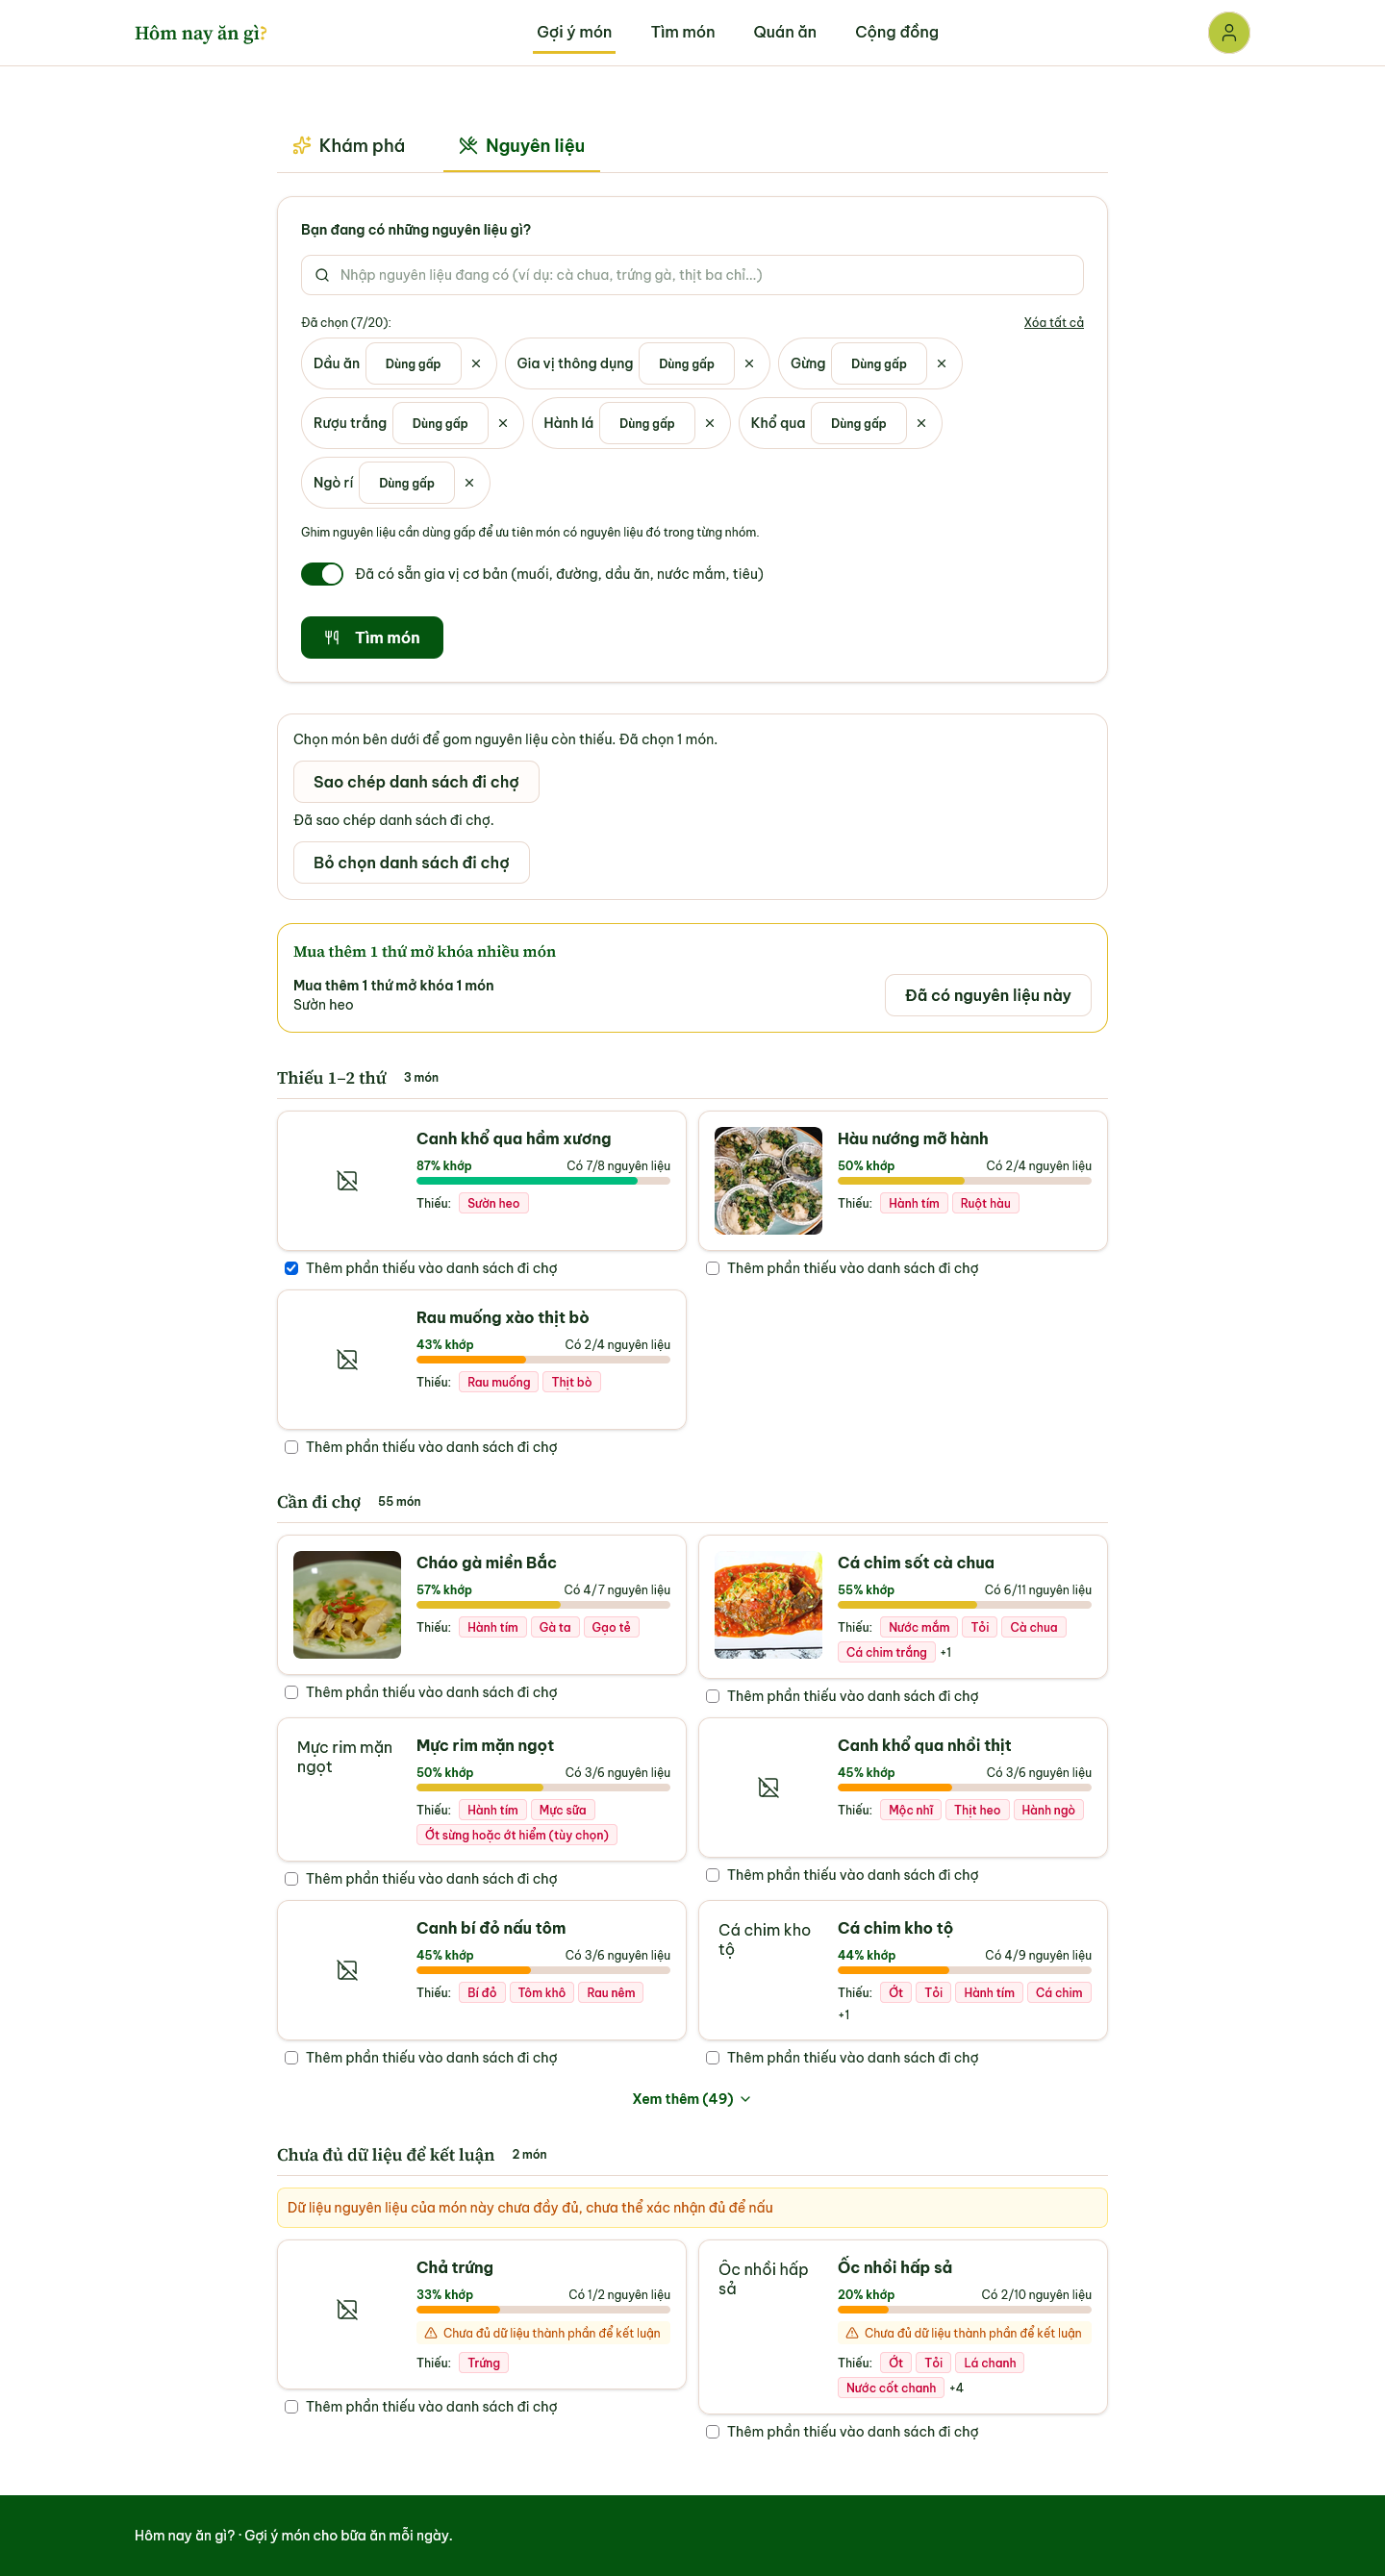 Hôm nay ăn gì?
Gợi ý món
Tìm món
Quán ăn
Cộng đồng
Khám phá
Nguyên liệu
Bạn đang có những nguyên liệu gì?
Nhập nguyên liệu đang có (ví dụ: cà chua, trứng gà, thịt ba chỉ...)
Đã chọn (7/20):
Xóa tất cả
Dầu ăn Dùng gấp ×
Gia vị thông dụng Dùng gấp ×
Gừng Dùng gấp ×
Rượu trắng Dùng gấp ×
Hành lá Dùng gấp ×
Khổ qua Dùng gấp ×
Ngò rí Dùng gấp ×
Ghim nguyên liệu cần dùng gấp để ưu tiên món có nguyên liệu đó trong từng nhóm.
Đã có sẵn gia vị cơ bản (muối, đường, dầu ăn, nước mắm, tiêu)
Tìm món
Chọn món bên dưới để gom nguyên liệu còn thiếu. Đã chọn 1 món.
Sao chép danh sách đi chợ
Đã sao chép danh sách đi chợ.
Bỏ chọn danh sách đi chợ
Mua thêm 1 thứ mở khóa nhiều món
Mua thêm 1 thứ mở khóa 1 món
Sườn heo
Đã có nguyên liệu này
Thiếu 1–2 thứ 3 món
Canh khổ qua hầm xương
87% khớp Có 7/8 nguyên liệu
Thiếu: Sườn heo
Thêm phần thiếu vào danh sách đi chợ
Hàu nướng mỡ hành
50% khớp Có 2/4 nguyên liệu
Thiếu: Hành tím Ruột hàu
Thêm phần thiếu vào danh sách đi chợ
Rau muống xào thịt bò
43% khớp Có 2/4 nguyên liệu
Thiếu: Rau muống Thịt bò
Thêm phần thiếu vào danh sách đi chợ
Cần đi chợ 55 món
Cháo gà miền Bắc
57% khớp Có 4/7 nguyên liệu
Thiếu: Hành tím Gà ta Gạo tẻ
Thêm phần thiếu vào danh sách đi chợ
Cá chim sốt cà chua
55% khớp Có 6/11 nguyên liệu
Thiếu: Nước mắm Tỏi Cà chua
Cá chim trắng +1
Thêm phần thiếu vào danh sách đi chợ
Mực rim mặn
ngọt
Mực rim mặn ngọt
50% khớp Có 3/6 nguyên liệu
Thiếu: Hành tím Mực sữa
Ớt sừng hoặc ớt hiểm (tùy chọn)
Thêm phần thiếu vào danh sách đi chợ
Canh khổ qua nhồi thịt
45% khớp Có 3/6 nguyên liệu
Thiếu: Mộc nhĩ Thịt heo Hành ngò
Thêm phần thiếu vào danh sách đi chợ
Canh bí đỏ nấu tôm
45% khớp Có 3/6 nguyên liệu
Thiếu: Bí đỏ Tôm khô Rau nêm
Thêm phần thiếu vào danh sách đi chợ
Cá chim kho
tộ
Cá chim kho tộ
44% khớp Có 4/9 nguyên liệu
Thiếu: Ớt Tỏi Hành tím Cá chim
+1
Thêm phần thiếu vào danh sách đi chợ
Xem thêm (49)
Chưa đủ dữ liệu để kết luận 2 món
Dữ liệu nguyên liệu của món này chưa đầy đủ, chưa thể xác nhận đủ để nấu
Chả trứng
33% khớp Có 1/2 nguyên liệu
Chưa đủ dữ liệu thành phần để kết luận
Thiếu: Trứng
Thêm phần thiếu vào danh sách đi chợ
Ốc nhồi hấp
sả
Ốc nhồi hấp sả
20% khớp Có 2/10 nguyên liệu
Chưa đủ dữ liệu thành phần để kết luận
Thiếu: Ớt Tỏi Lá chanh
Nước cốt chanh +4
Thêm phần thiếu vào danh sách đi chợ
Hôm nay ăn gì? · Gợi ý món cho bữa ăn mỗi ngày.